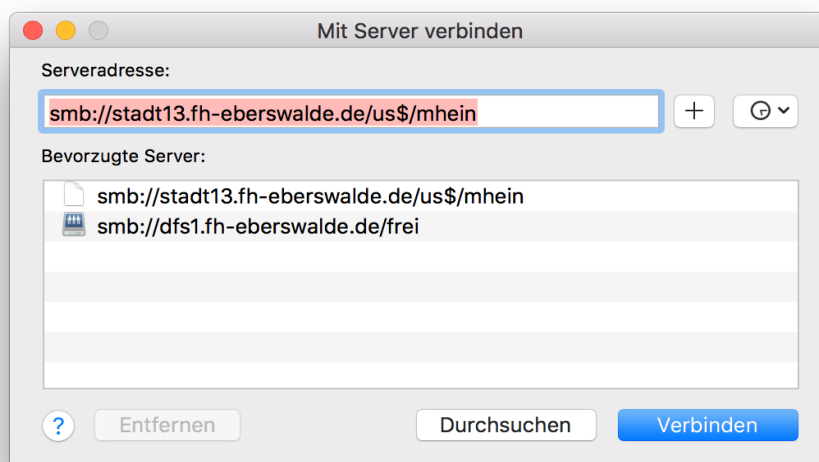 Mit Server verbinden
Serveradresse:
smb://stadt13.fh-eberswalde.de/us$/mhein
Bevorzugte Server:
smb://stadt13.fh-eberswalde.de/us$/mhein
smb://dfs1.fh-eberswalde.de/frei
? Entfernen Durchsuchen Verbinden